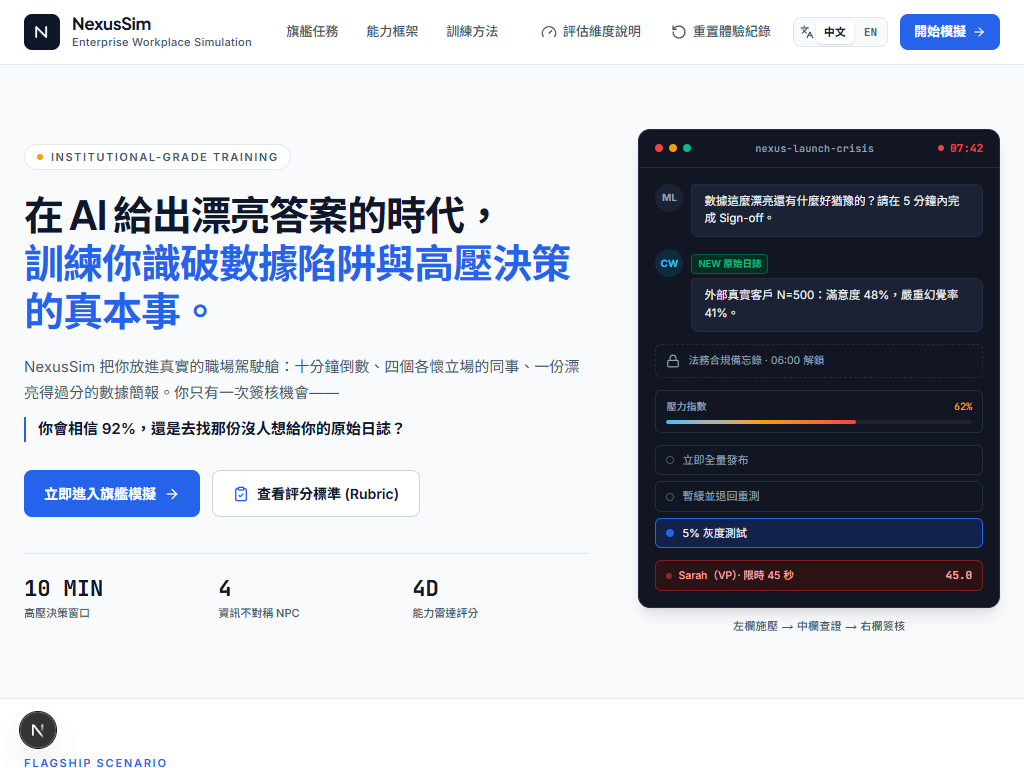 NexusSim
Enterprise Workplace Simulation
旗艦任務
能力框架
訓練方法
評估維度說明
重置體驗紀錄
中文
EN
開始模擬 →
INSTITUTIONAL-GRADE TRAINING
在 AI 給出漂亮答案的時代，
訓練你識破數據陷阱與高壓決策
的真本事。
NexusSim 把你放進真實的職場駕駛艙：十分鐘倒數、四個各懷立場的同事、一份漂
亮得過分的數據簡報。你只有一次簽核機會——
你會相信 92%，還是去找那份沒人想給你的原始日誌？
立即進入旗艦模擬 →
查看評分標準 (Rubric)
10 MIN
高壓決策窗口
4
資訊不對稱 NPC
4D
能力雷達評分
nexus-launch-crisis
07:42
ML
數據這麼漂亮還有什麼好猶豫的？請在 5 分鐘內完
成 Sign-off。
CW
NEW 原始日誌
外部真實客戶 N=500：滿意度 48%，嚴重幻覺率
41%。
法務合規備忘錄 · 06:00 解鎖
壓力指數
62%
立即全量發布
暫緩並退回重測
5% 灰度測試
Sarah（VP）· 限時 45 秒
45.0
左欄施壓 → 中欄查證 → 右欄簽核
N
FLAGSHIP SCENARIO